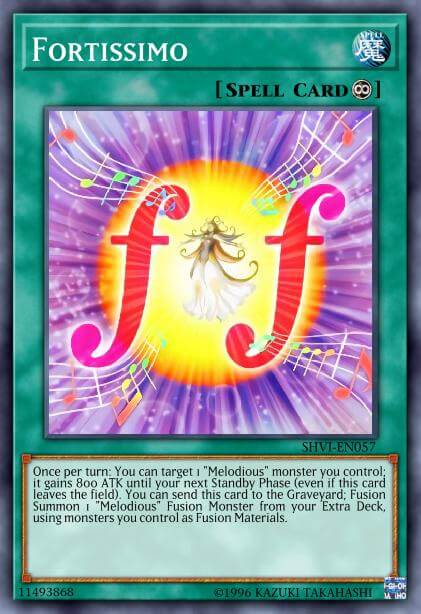 Fortissimo
SPELL
魔
[Spell Card]
ff
SHVI-EN057
Once per turn: You can target 1 "Melodious" monster you control;
it gains 800 ATK until your next Standby Phase (even if this card
leaves the field). You can send this card to the Graveyard; Fusion
Summon 1 "Melodious" Fusion Monster from your Extra Deck,
using monsters you control as Fusion Materials.
11493868
©1996 KAZUKI TAKAHASHI